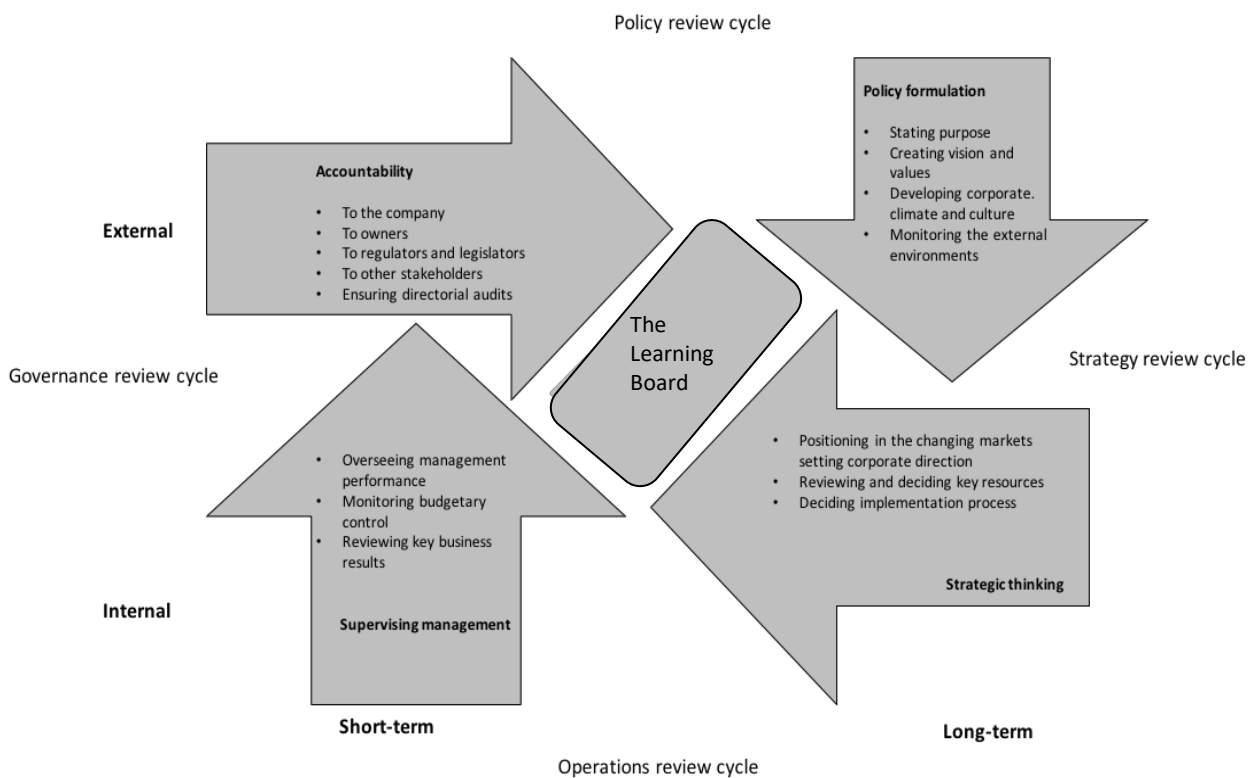 Policy review cycle
Policy formulation
• Stating purpose
• Creating vision and
values
• Developing corporate.
climate and culture
• Monitoring the external
environments
Accountability
• To the company
• To owners
• To regulators and legislators
• To other stakeholders
• Ensuring directorial audits
External
The
Learning
Board
Governance review cycle
Strategy review cycle
• Overseeing management
performance
• Monitoring budgetary
control
• Reviewing key business
results
Supervising management
• Positioning in the changing markets
setting corporate direction
• Reviewing and deciding key resources
• Deciding implementation process
Strategic thinking
Internal
Short-term
Long-term
Operations review cycle